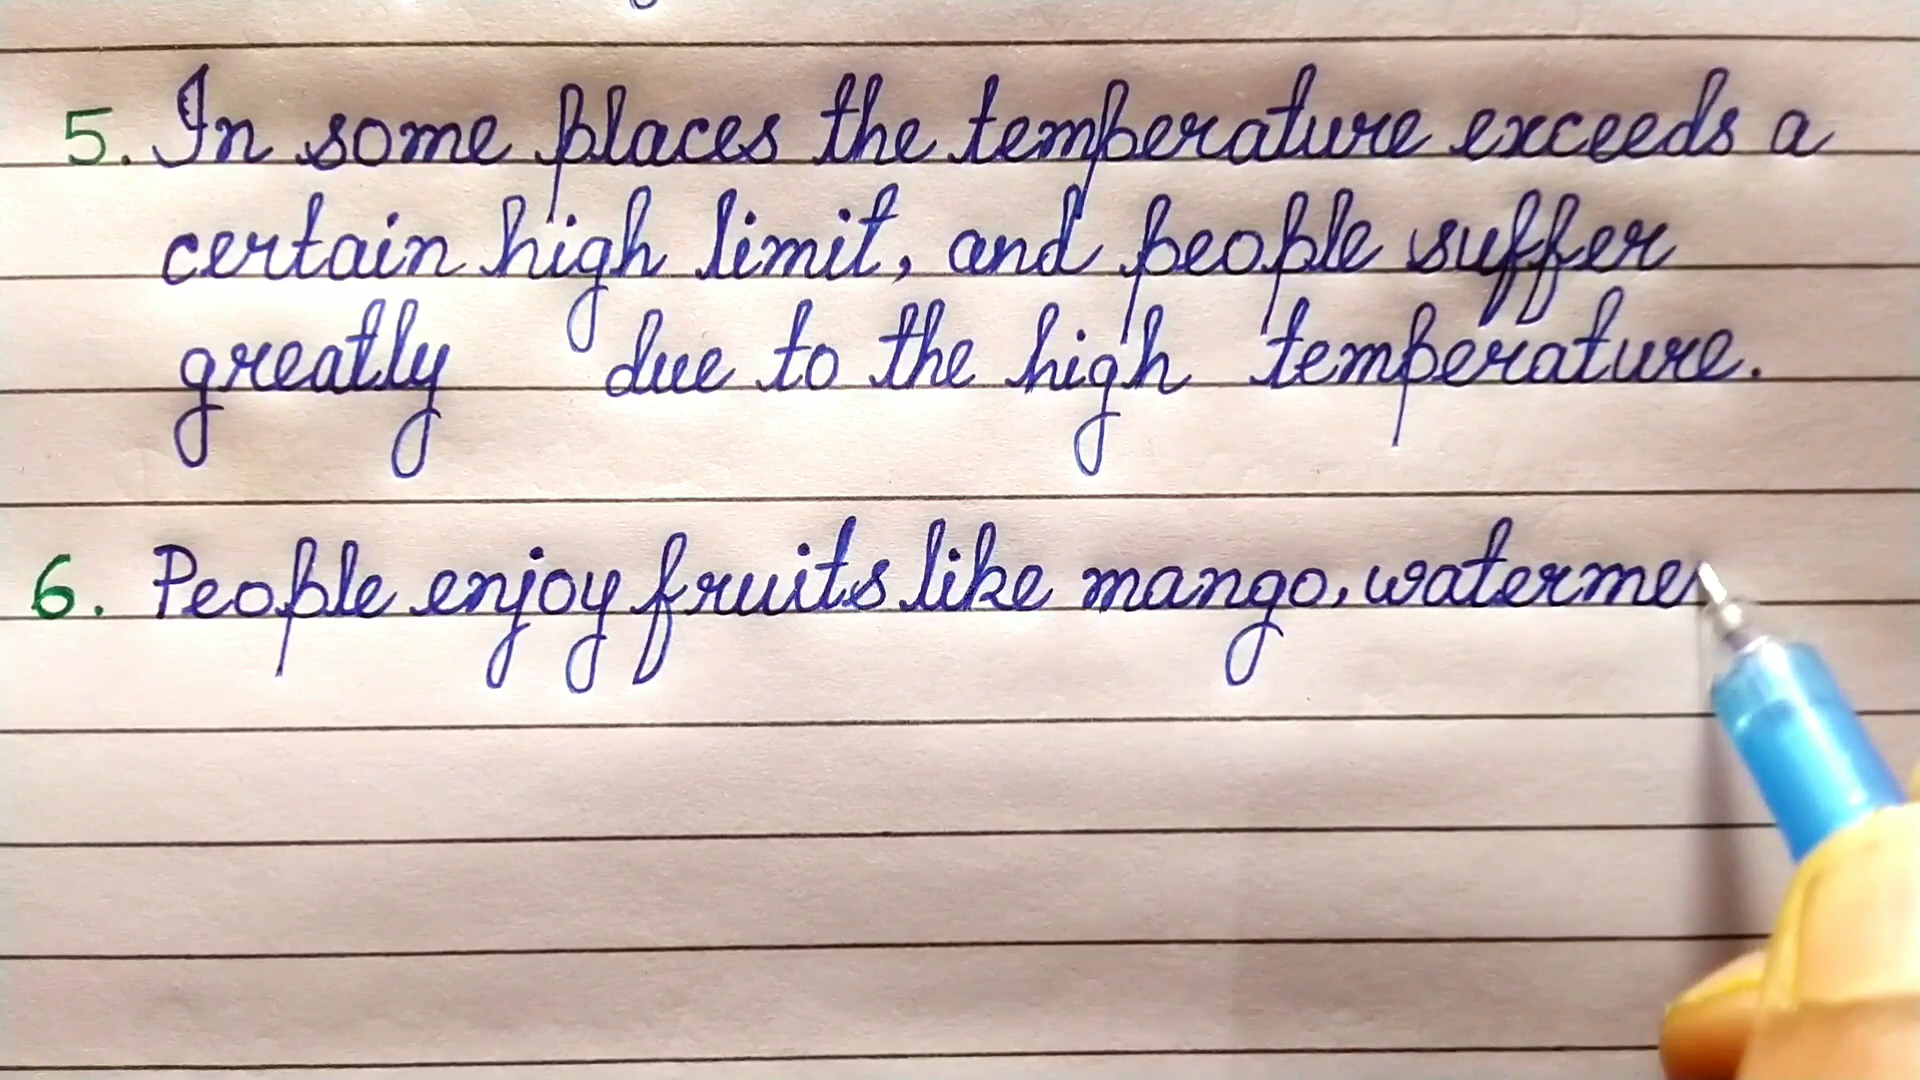 5. In some places the temperature exceeds a
certain high limit, and people suffer
greatly due to the high temperature.
6. People enjoy fruits like mango, waterme